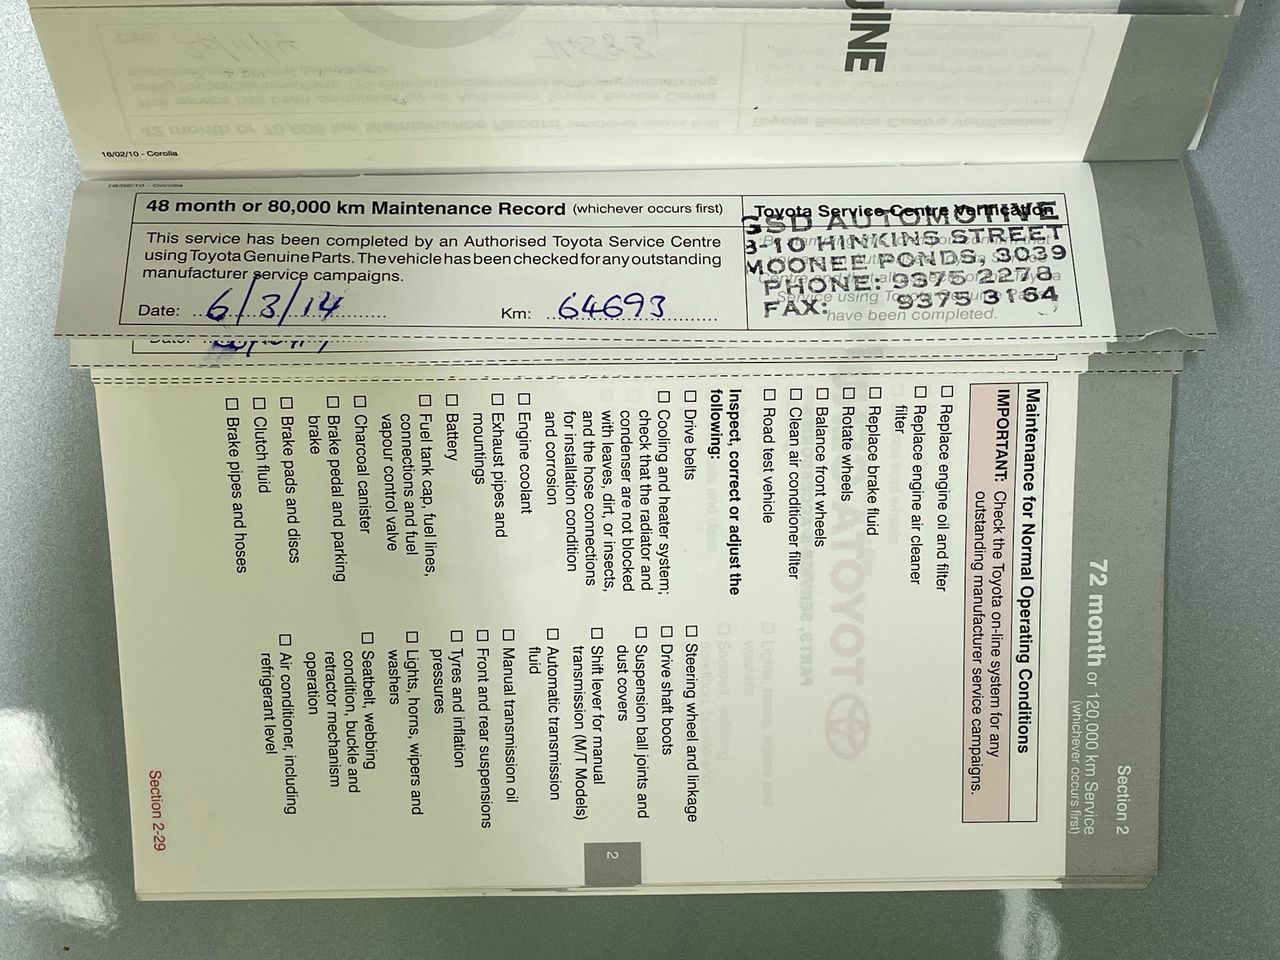 UINE
16/02/10 - Corolla
16/02/10 - Corolla
48 month or 80,000 km Maintenance Record (whichever occurs first)
This service has been completed by an Authorised Toyota Service Centre
using Toyota Genuine Parts. The vehicle has been checked for any outstanding
manufacturer service campaigns.
Date: 6/3/14
Km: 64693
Toyota Service Centre Verification
GSD AUTOMOTIVE
8-10 HINKINS STREET
MOONEE PONDS, 3039
PHONE: 9375 2278
FAX: 9375 3164
Service using Toyota Genuine
have been completed.
Date:
Section 2
72 month or 120,000 km Service
(whichever occurs first)
Maintenance for Normal Operating Conditions
IMPORTANT: Check the Toyota on-line system for any
outstanding manufacturer service campaigns.
☐ Replace engine oil and filter
☐ Replace engine air cleaner
filter
☐ Replace brake fluid
☐ Rotate wheels
☐ Balance front wheels
☐ Clean air conditioner filter
☐ Road test vehicle
Inspect, correct or adjust the
following:
☐ Drive belts
☐ Cooling and heater system;
check that the radiator and
condenser are not blocked
with leaves, dirt, or insects,
and the hose connections
for installation condition
and corrosion
☐ Engine coolant
☐ Exhaust pipes and
mountings
☐ Battery
☐ Fuel tank cap, fuel lines,
connections and fuel
vapour control valve
☐ Charcoal canister
☐ Brake pedal and parking
brake
☐ Brake pads and discs
☐ Clutch fluid
☐ Brake pipes and hoses
☐ Steering wheel and linkage
☐ Drive shaft boots
☐ Suspension ball joints and
dust covers
☐ Shift lever for manual
transmission (M/T Models)
☐ Automatic transmission
fluid
☐ Manual transmission oil
☐ Front and rear suspensions
☐ Tyres and inflation
pressures
☐ Lights, horns, wipers and
washers
☐ Seatbelt, webbing
condition, buckle and
retractor mechanism
operation
☐ Air conditioner, including
refrigerant level
2
Section 2-29